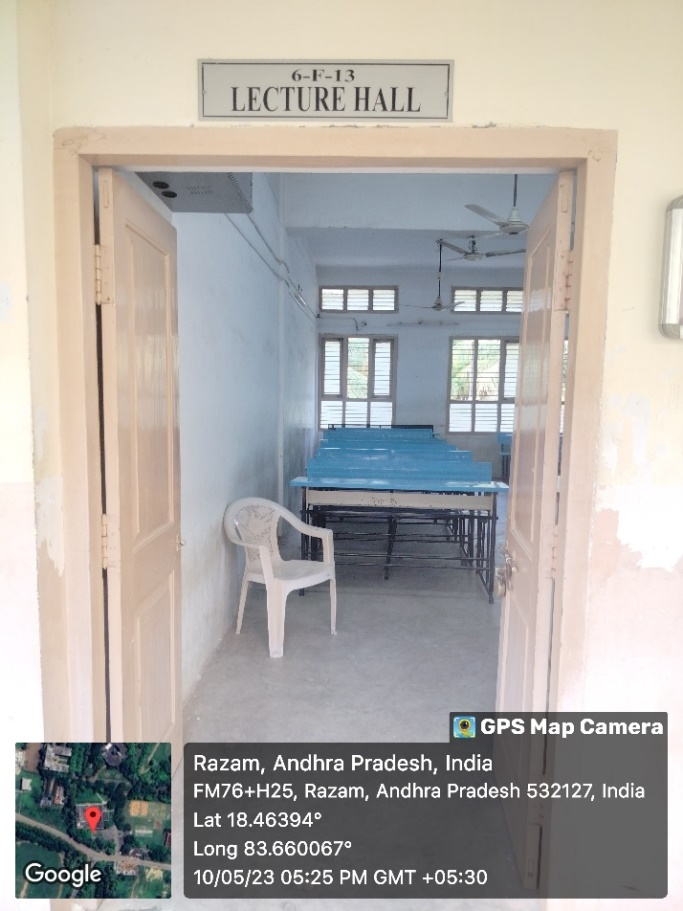 6-F-13
LECTURE HALL
GPS Map Camera
Razam, Andhra Pradesh, India
FM76+H25, Razam, Andhra Pradesh 532127, India
Lat 18.46394°
Long 83.660067°
10/05/23 05:25 PM GMT +05:30
Google